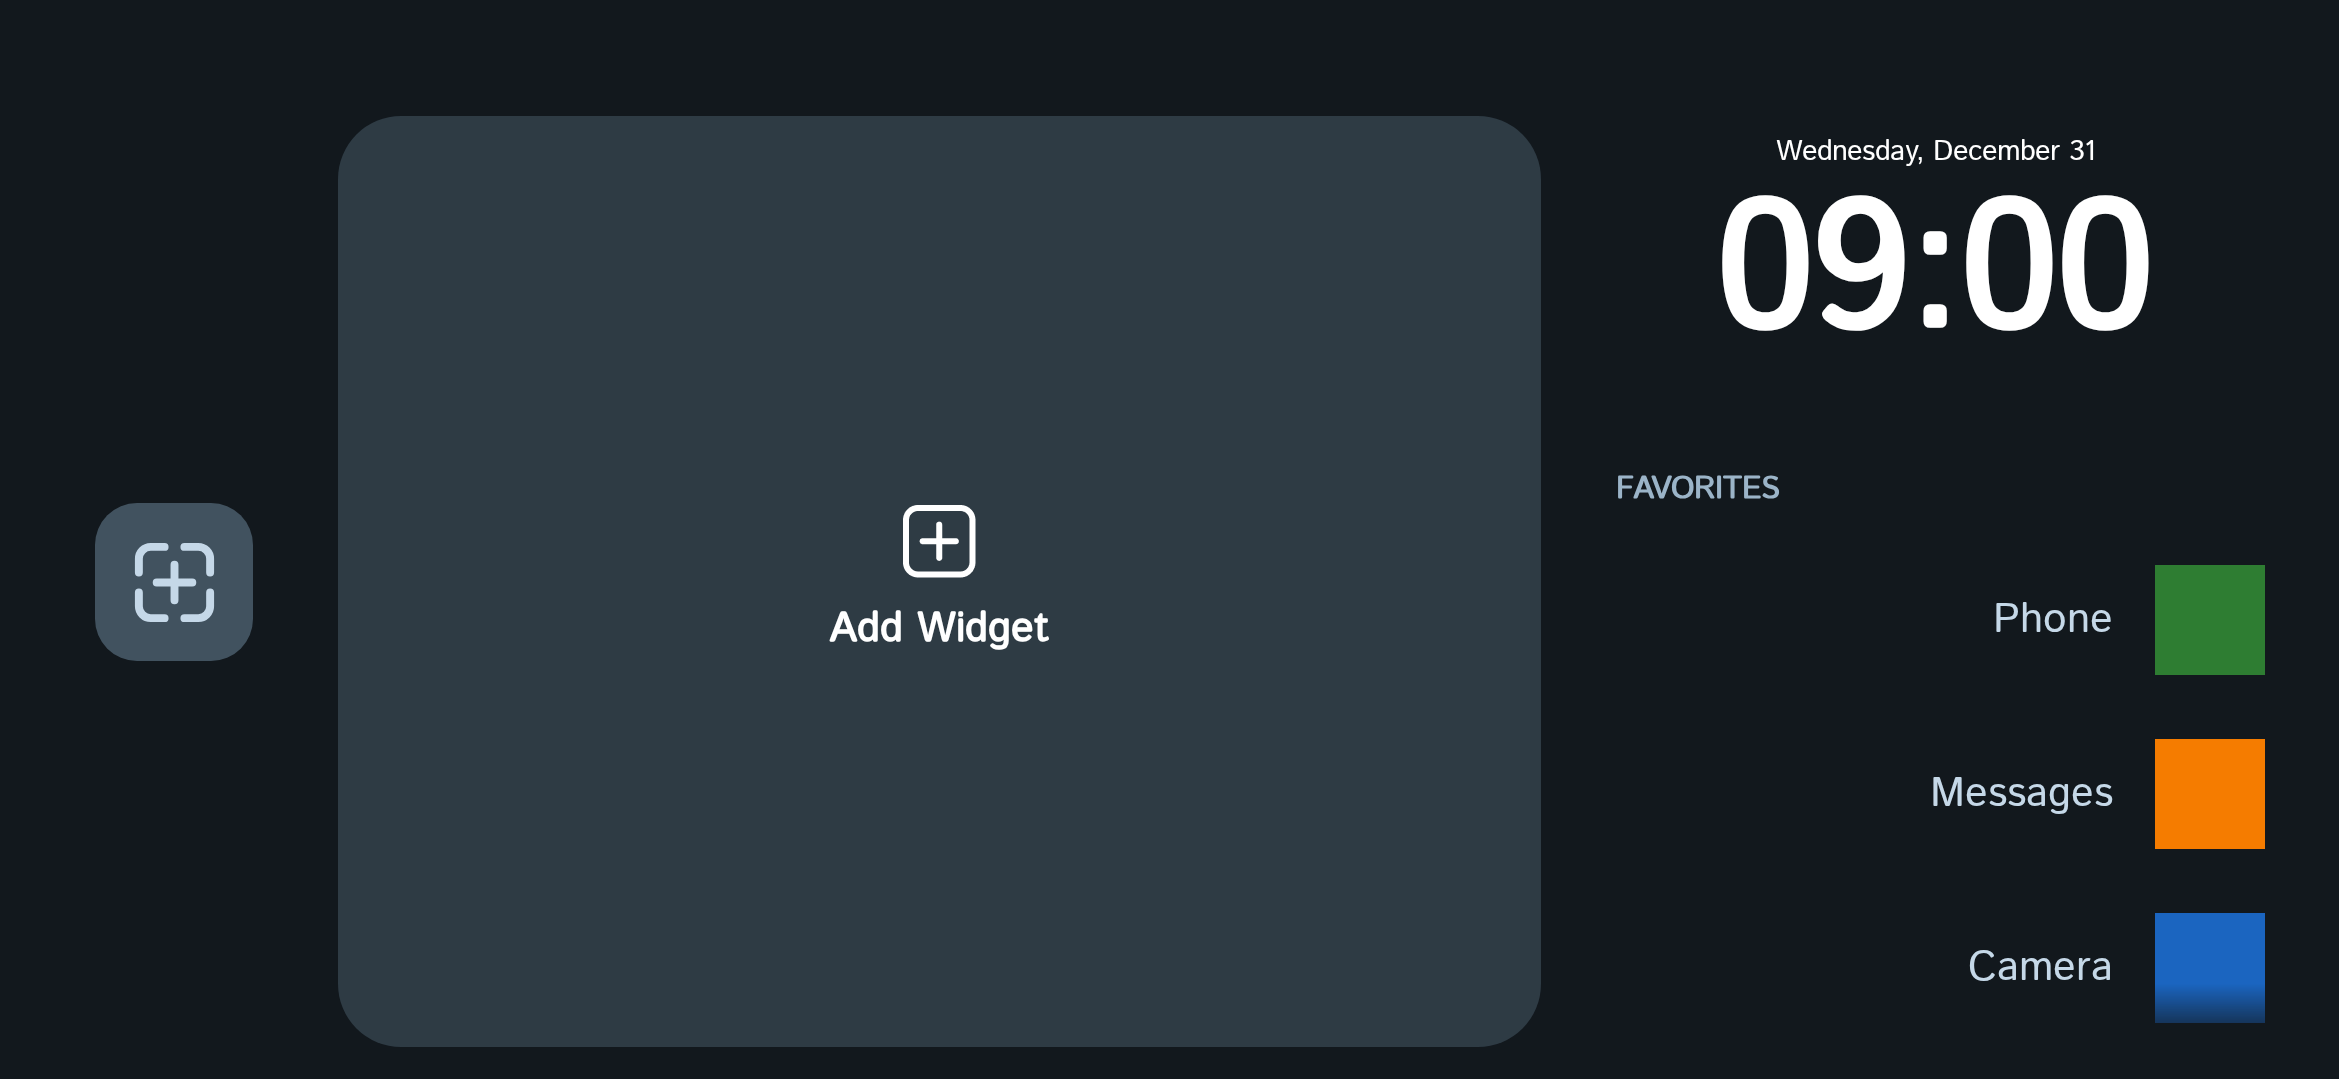 Wednesday, December 31
09:00
FAVORITES
Phone
Add Widget
Messages
Camera